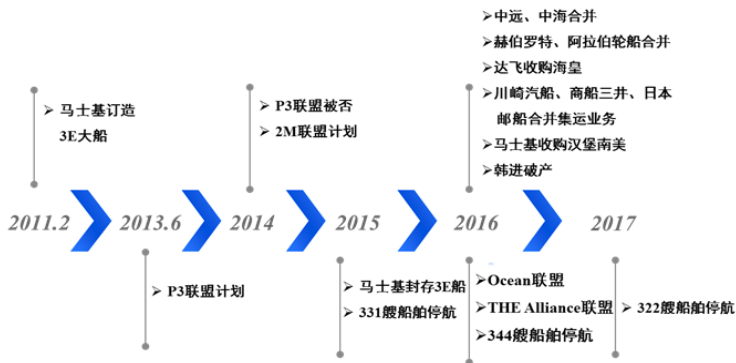 ➢中远、中海合并
➢赫伯罗特、阿拉伯轮船合并
➢达飞收购海皇
➢川崎汽船、商船三井、日本
邮船合并集运业务
➢马士基收购汉堡南美
➢韩进破产
➢ P3联盟被否
➢ 2M联盟计划
➢ 马士基订造
3E大船
2011.2
2013.6
2014
2015
2016
2017
➢ P3联盟计划
➢ 马士基封存3E船
➢ 331艘船舶停航
➢Ocean联盟
➢THE Alliance联盟
➢344艘船舶停航
➢ 322艘船舶停航